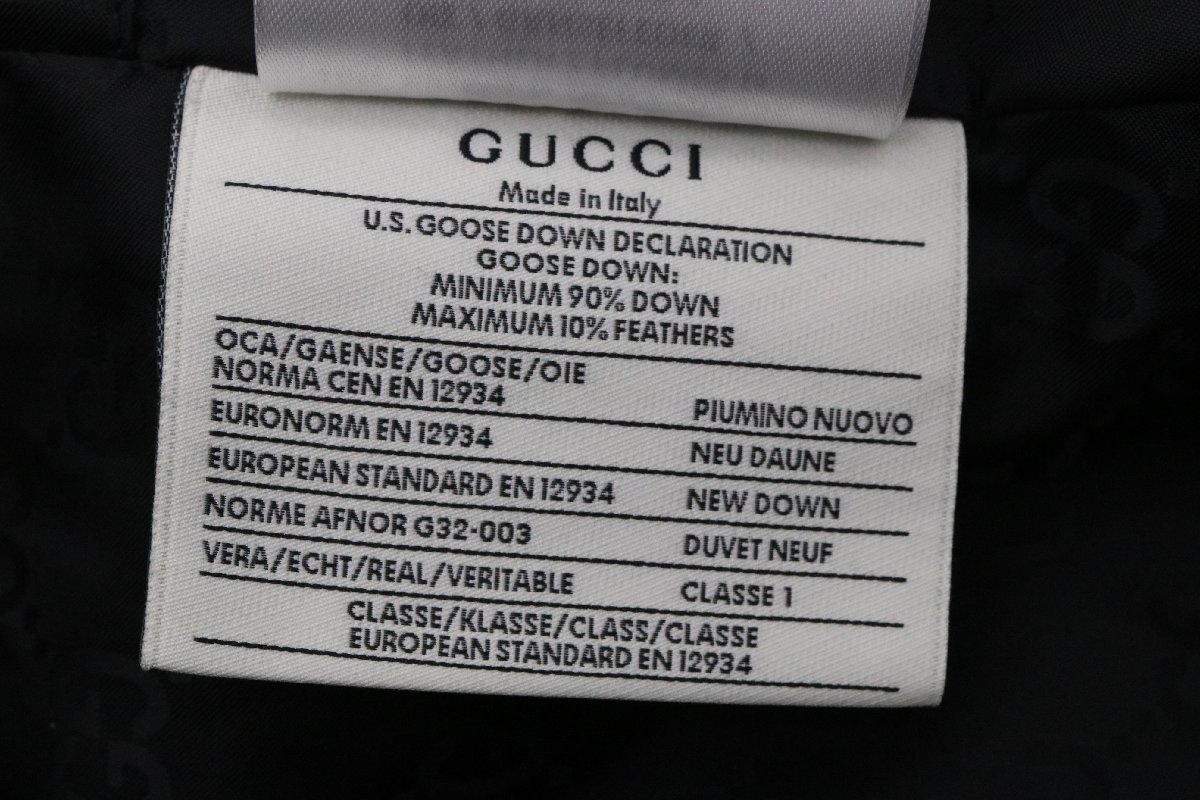 GUCCI
Made in Italy
U.S. GOOSE DOWN DECLARATION
GOOSE DOWN:
MINIMUM 90% DOWN
MAXIMUM 10% FEATHERS
OCA/GAENSE/GOOSE/OIE
NORMA CEN EN 12934 PIUMINO NUOVO
EURONORM EN 12934 NEU DAUNE
EUROPEAN STANDARD EN 12934 NEW DOWN
NORME AFNOR G32-003 DUVET NEUF
VERA/ECHT/REAL/VERITABLE CLASSE 1
CLASSE/KLASSE/CLASS/CLASSE
EUROPEAN STANDARD EN 12934